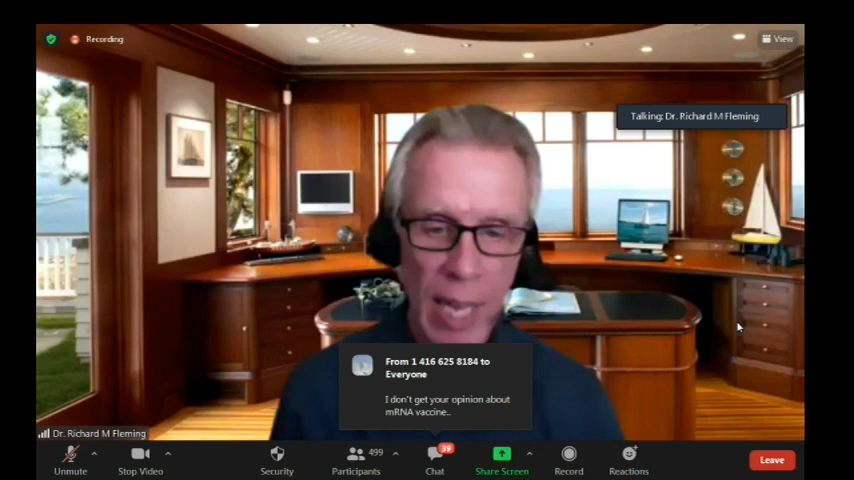 Recording
View
Talking: Dr. Richard M Fleming
From 1 416 625 8184 to
Everyone
I don't get your opinion about
mRNA vaccine..
Dr. Richard M Fleming
499
39
Unmute
Stop Video
Security
Participants
Chat
Share Screen
Record
Reactions
Leave